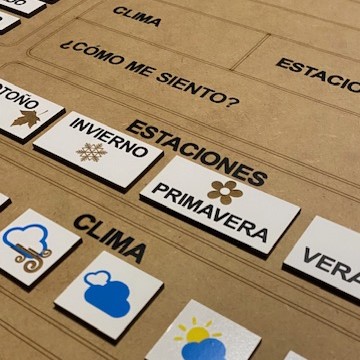 CLIMA
ESTACIO
¿CÓMO ME SIENTO?
ESTACIONES
OTOÑO
INVIERNO
PRIMAVERA
VERA
CLIMA